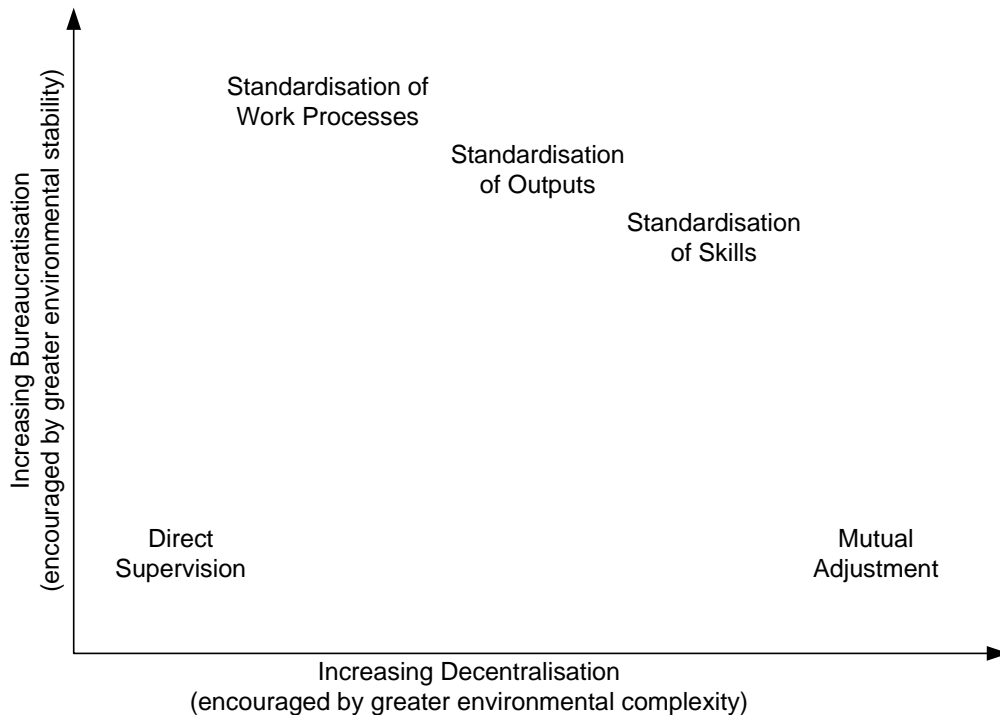 Increasing Bureaucratisation
(encouraged by greater environmental stability)
Standardisation of
Work Processes
Standardisation
of Outputs
Standardisation
of Skills
Direct
Supervision
Mutual
Adjustment
Increasing Decentralisation
(encouraged by greater environmental complexity)